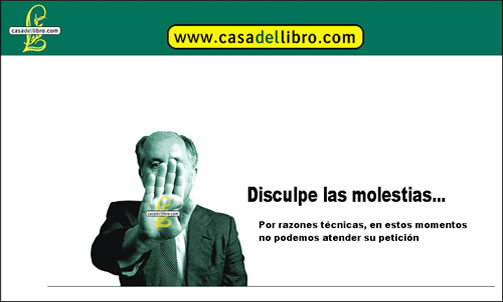 casadellibro.com
www.casadellibro.com
casadellibro.com
Disculpe las molestias...
Por razones técnicas, en estos momentos
no podemos atender su petición